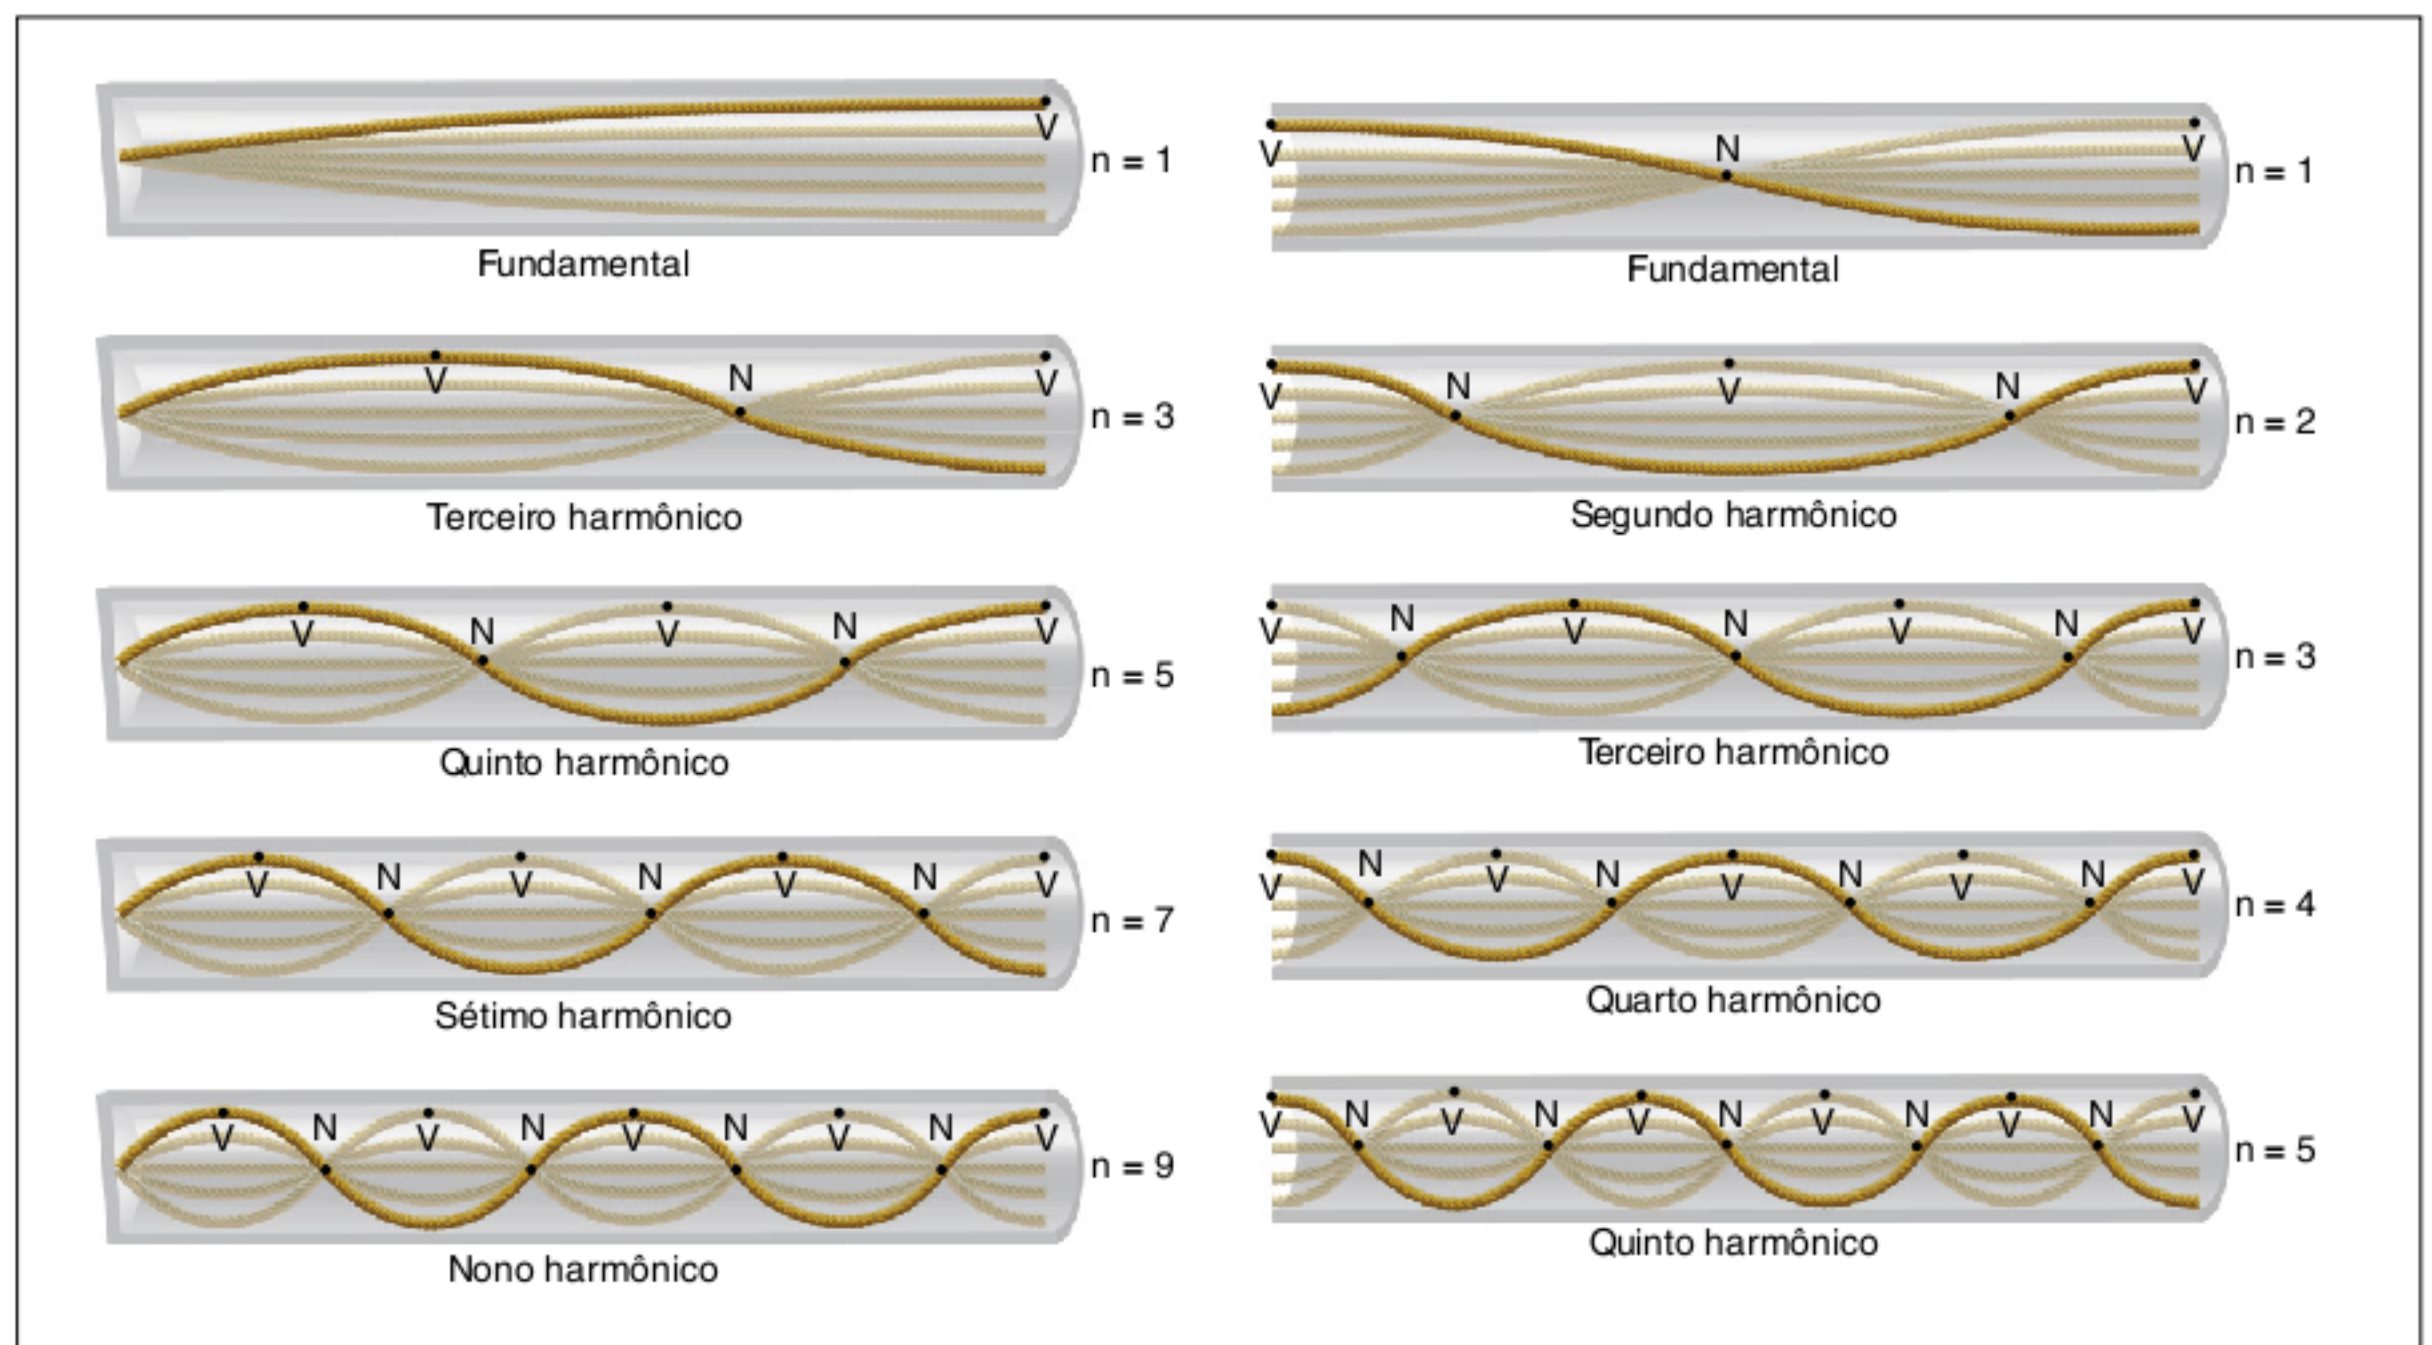 V
n = 1
Fundamental
V
N
V
n = 3
Terceiro harmônico
V
N
V
N
V
n = 5
Quinto harmônico
V
N
V
N
V
N
V
n = 7
Sétimo harmônico
V
N
V
N
V
N
V
N
V
n = 9
Nono harmônico
V
N
V
n = 1
Fundamental
V
N
V
N
V
n = 2
Segundo harmônico
V
N
V
N
V
N
V
n = 3
Terceiro harmônico
V
N
V
N
V
N
V
N
V
n = 4
Quarto harmônico
V
N
V
N
V
N
V
N
V
N
V
n = 5
Quinto harmônico